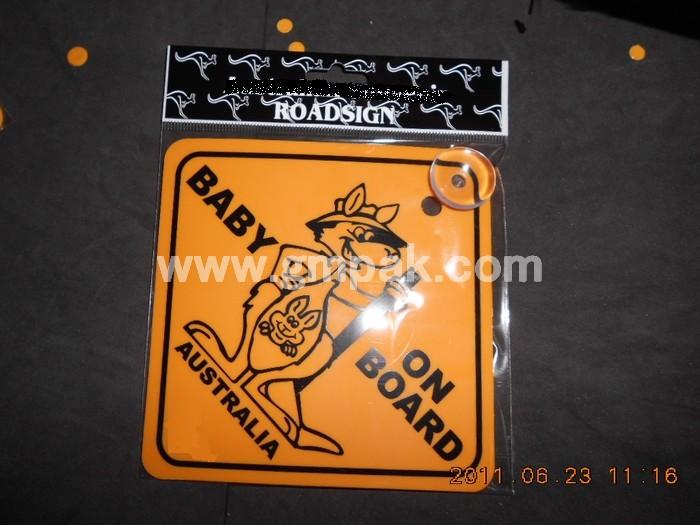 ROADSIGN
BABY
ON
BOARD
AUSTRALIA
www.gmpak.com
2011.06.23 11:16